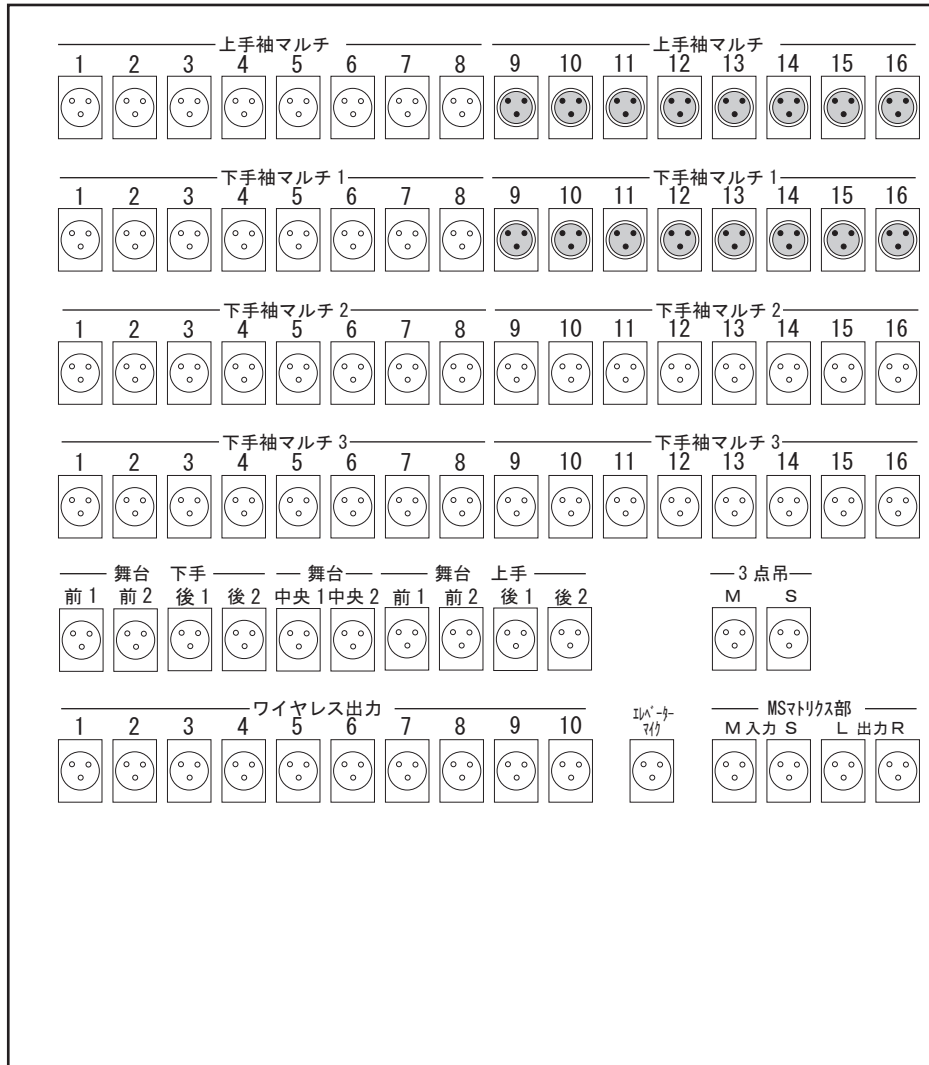 上手袖マルチ 上手袖マルチ
1 2 3 4 5 6 7 8 9 10 11 12 13 14 15 16
下手袖マルチ 1 下手袖マルチ 1
1 2 3 4 5 6 7 8 9 10 11 12 13 14 15 16
下手袖マルチ 2 下手袖マルチ 2
1 2 3 4 5 6 7 8 9 10 11 12 13 14 15 16
下手袖マルチ 3 下手袖マルチ 3
1 2 3 4 5 6 7 8 9 10 11 12 13 14 15 16
舞台 下手 舞台 舞台 上手 3 点吊
前 1 前 2 後 1 後 2 中央 1 中央 2 前 1 前 2 後 1 後 2 M S
ワイヤレス出力 ｴﾚﾍﾞｰﾀｰ MSﾏﾄﾘｸｽ部
1 2 3 4 5 6 7 8 9 10 ﾏｲｸ M 入力 S L 出力 R